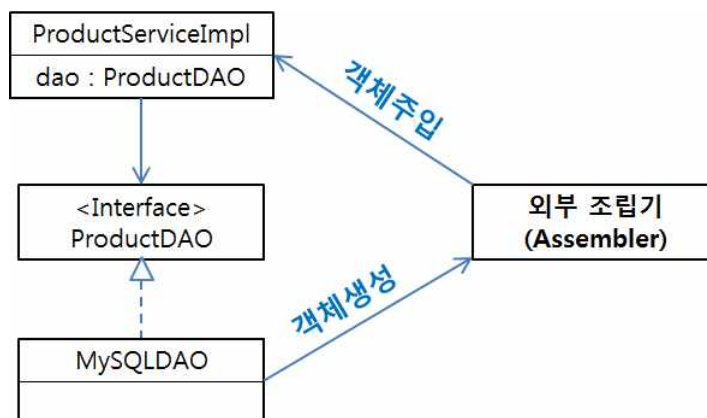 ProductServiceImpl
dao : ProductDAO
객체주입
<Interface>
ProductDAO
외부 조립기
(Assembler)
객체생성
MySQLDAO